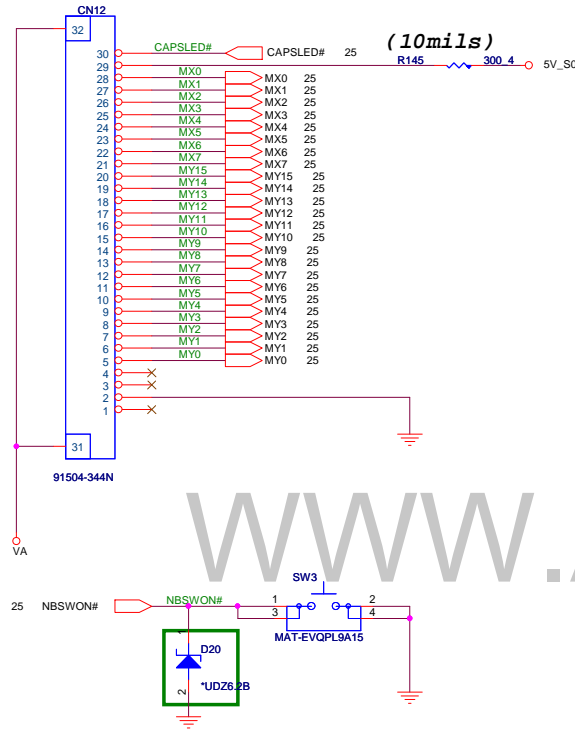 CN12
32
30 CAPSLED# CAPSLED# 25
(10mils)
29 R145 300_4 5V_S0
28 MX0 MX0 25
27 MX1 MX1 25
26 MX2 MX2 25
25 MX3 MX3 25
24 MX4 MX4 25
23 MX5 MX5 25
22 MX6 MX6 25
21 MX7 MX7 25
20 MY15 MY15 25
19 MY14 MY14 25
18 MY13 MY13 25
17 MY12 MY12 25
16 MY11 MY11 25
15 MY10 MY10 25
14 MY9 MY9 25
13 MY8 MY8 25
12 MY7 MY7 25
11 MY6 MY6 25
10 MY5 MY5 25
9 MY4 MY4 25
8 MY3 MY3 25
7 MY2 MY2 25
6 MY1 MY1 25
5 MY0 MY0 25
4
3
2
1
31
91504-344N
WWW.
VA
SW3
25 NBSWON# NBSWON# 1 2
3 4
MAT-EVQPL9A15
1
D20
*UDZ6.2B
2